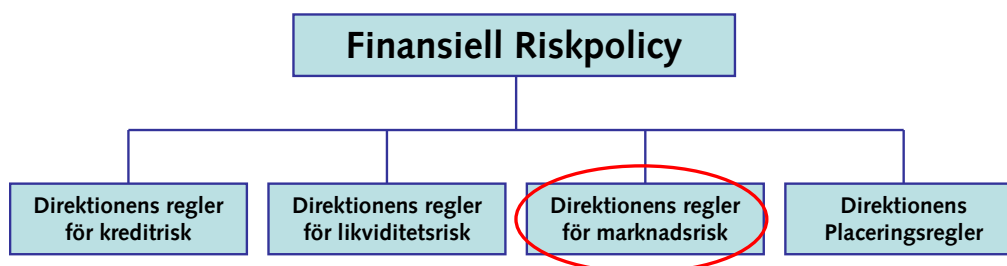 Finansiell Riskpolicy
Direktionens regler
för kreditrisk
Direktionens regler
för likviditetsrisk
Direktionens regler
för marknadsrisk
Direktionens
Placeringsregler